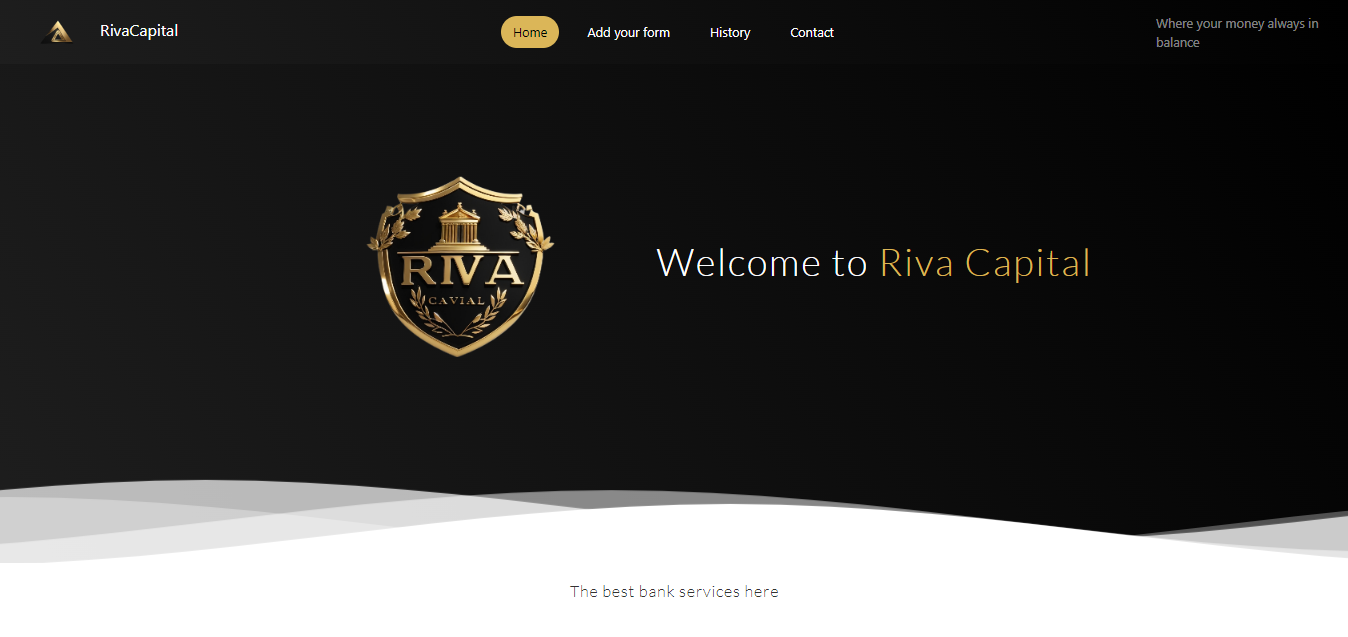 RivaCapital
Home
Add your form
History
Contact
Where your money always in
balance
RIVA
CAVIAL
Welcome to Riva Capital
The best bank services here